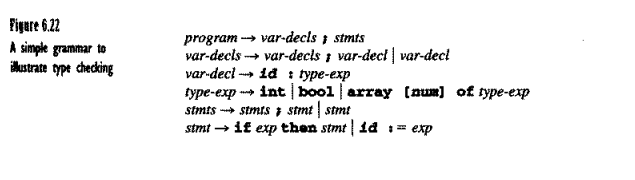 Figure 6.22
A simple grammar to
illustrate type checking
program → var-decls ; stmts
var-decls → var-decls ; var-decl | var-decl
var-decl → id : type-exp
type-exp → int | bool | array [num] of type-exp
stmts → stmts ; stmt | stmt
stmt → if exp then stmt | id := exp